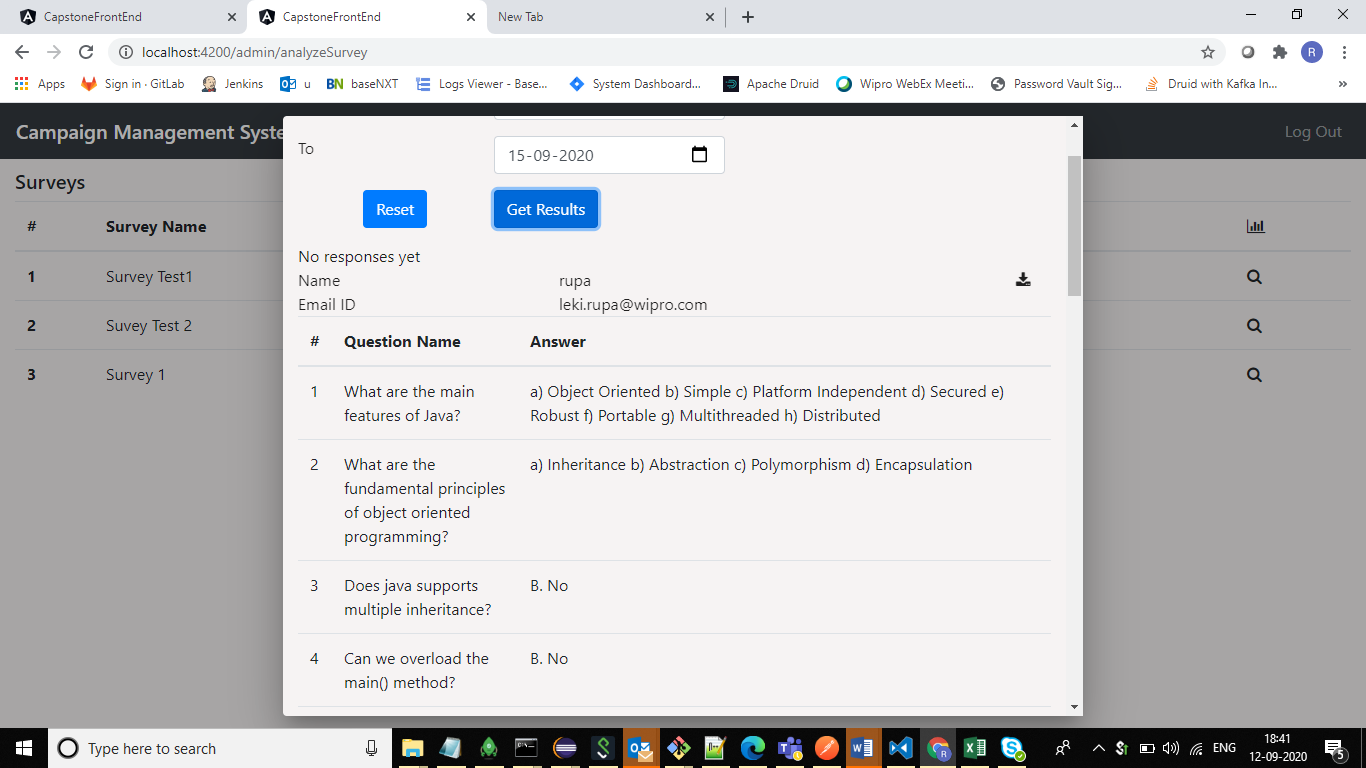 CapstoneFrontEnd CapstoneFrontEnd New Tab
localhost:4200/admin/analyzeSurvey R
Apps Sign in · GitLab Jenkins u BN baseNXT Logs Viewer - Base... System Dashboard... Apache Druid Wipro WebEx Meeti... Password Vault Sig... Druid with Kafka In... »
Campaign Management Syste Log Out
To 15-09-2020
Surveys
Reset Get Results
# Survey Name
No responses yet
1 Survey Test1
Name rupa
Email ID leki.rupa@wipro.com
2 Suvey Test 2
# Question Name Answer
3 Survey 1
1 What are the main a) Object Oriented b) Simple c) Platform Independent d) Secured e)
features of Java? Robust f) Portable g) Multithreaded h) Distributed
2 What are the a) Inheritance b) Abstraction c) Polymorphism d) Encapsulation
fundamental principles
of object oriented
programming?
3 Does java supports B. No
multiple inheritance?
4 Can we overload the B. No
main() method?
Type here to search ENG 18:41
12-09-2020 5